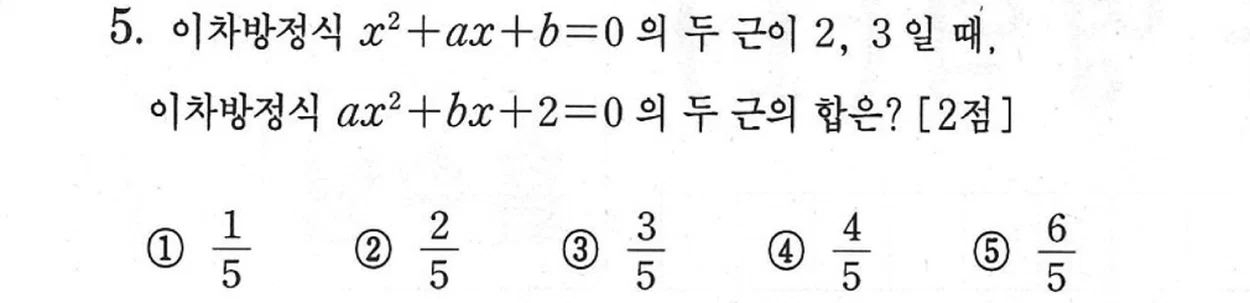 5. 이차방정식 x²+ax+b=0 의 두 근이 2, 3 일 때,
이차방정식 ax²+bx+2=0 의 두 근의 합은? [2점]
① 1/5 ② 2/5 ③ 3/5 ④ 4/5 ⑤ 6/5